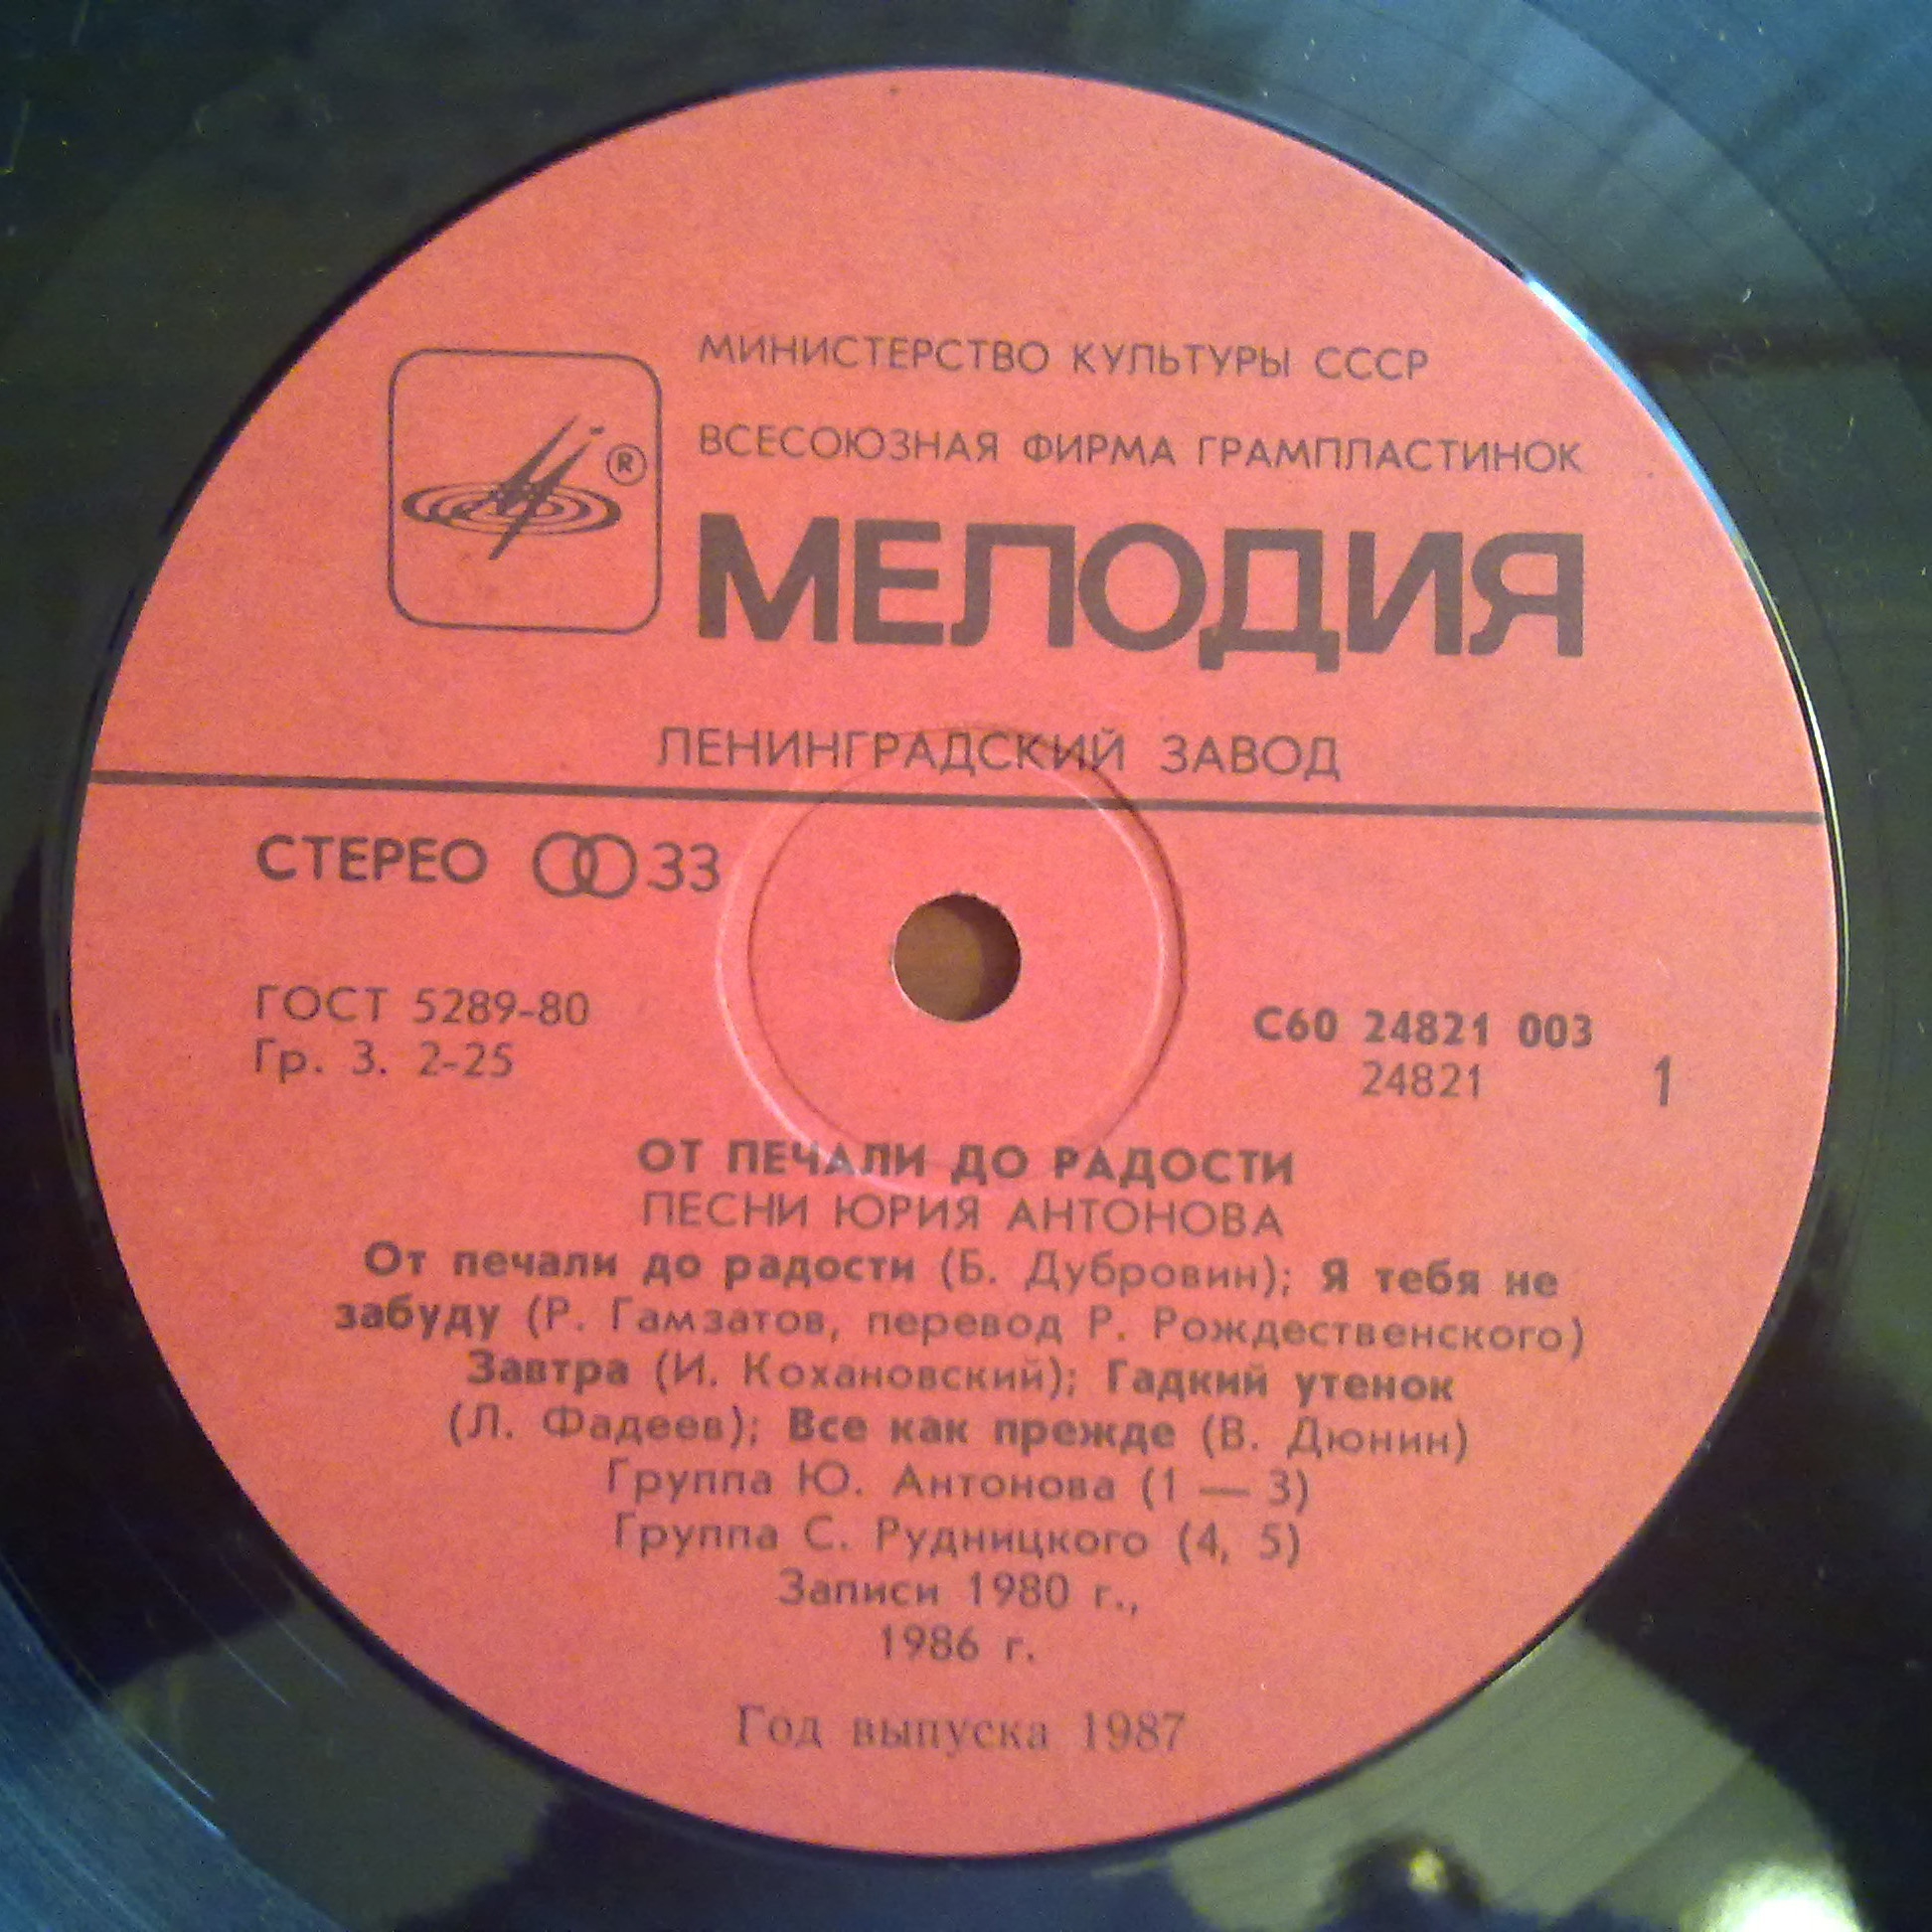 МИНИСТЕРСТВО КУЛЬТУРЫ СССР
ВСЕСОЮЗНАЯ ФИРМА ГРАМПЛАСТИНОК
®
МЕЛОДИЯ
ЛЕНИНГРАДСКИЙ ЗАВОД
СТЕРЕО 33
ГОСТ 5289-80
Гр. 3. 2-25
С60 24821 003
24821
1
ОТ ПЕЧАЛИ ДО РАДОСТИ
ПЕСНИ ЮРИЯ АНТОНОВА
От печали до радости (Б. Дубровин); Я тебя не
забуду (Р. Гамзатов, перевод Р. Рождественского)
Завтра (И. Кохановский); Гадкий утенок
(Л. Фадеев); Все как прежде (В. Дюнин)
Группа Ю. Антонова (1 — 3)
Группа С. Рудницкого (4, 5)
Записи 1980 г.,
1986 г.
Год выпуска 1987